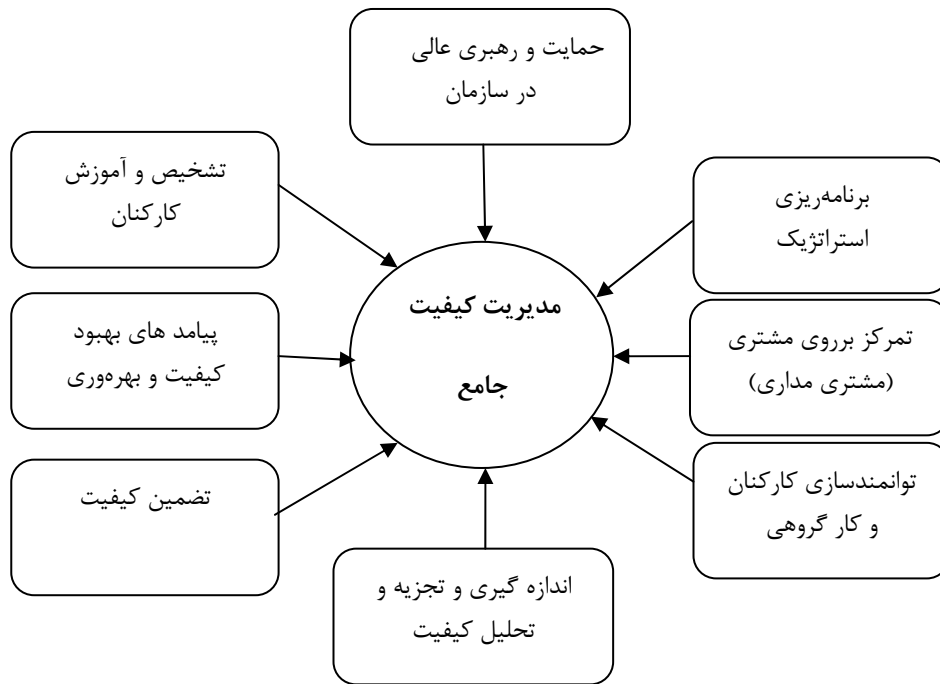 حمایت و رهبری عالی
در سازمان
تشخیص و آموزش
کارکنان
برنامه‌ریزی
استراتژیک
مدیریت کیفیت
جامع
پیامد های بهبود
کیفیت و بهره‌وری
تمرکز برروی مشتری
(مشتری مداری)
تضمین کیفیت
توانمندسازی کارکنان
و کار گروهی
اندازه گیری و تجزیه و
تحلیل کیفیت